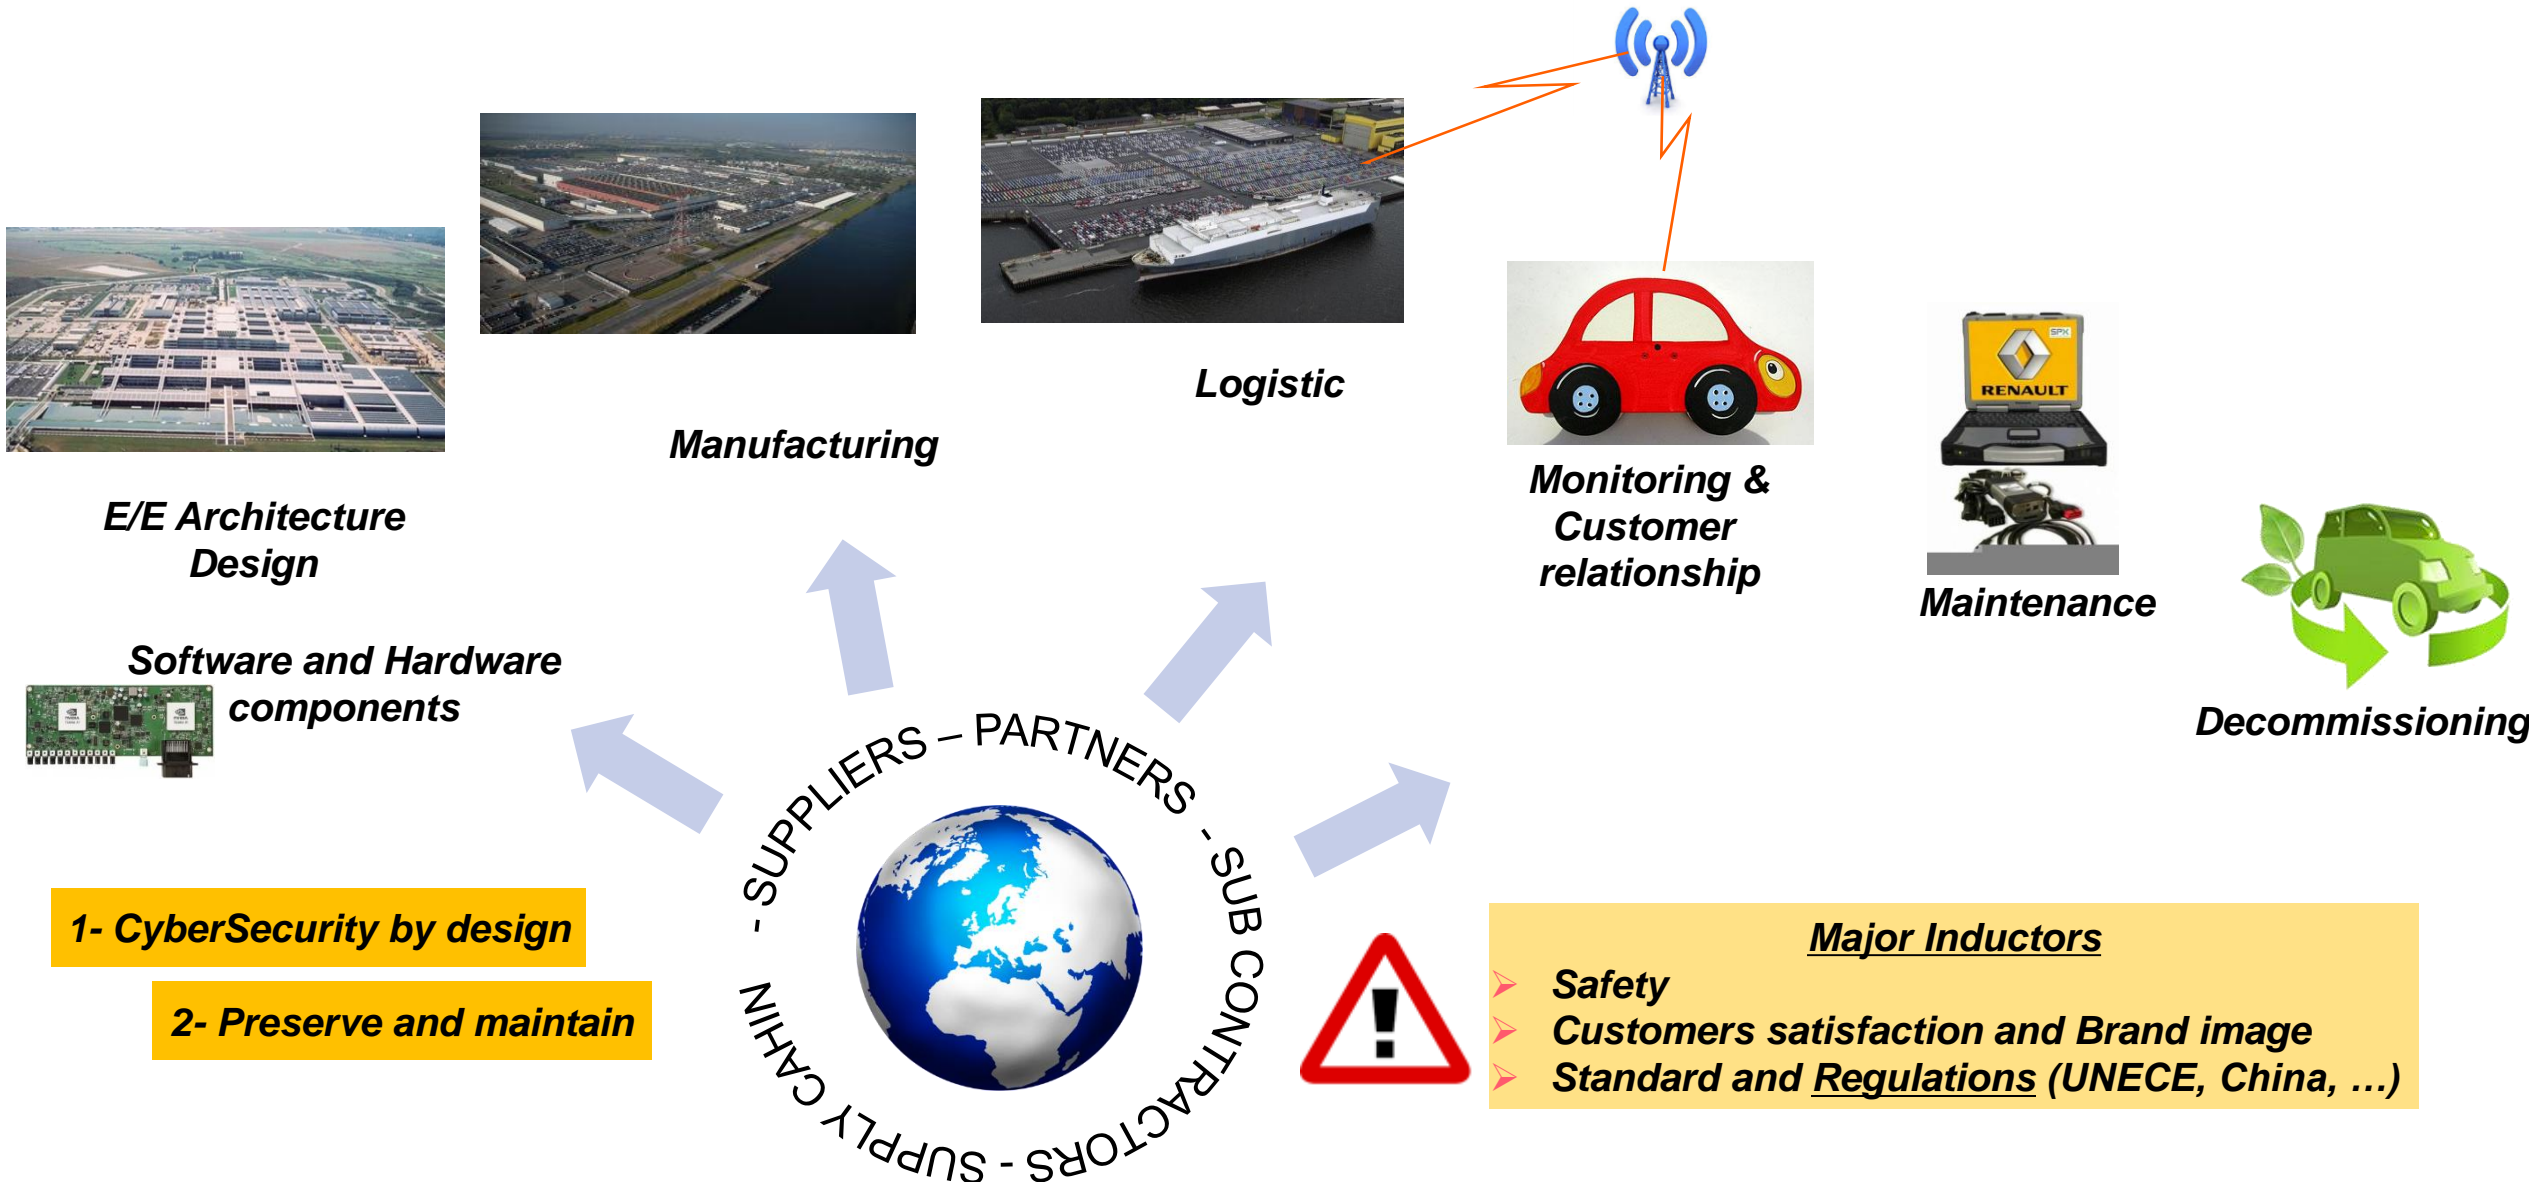 E/E Architecture
Design
Manufacturing
Logistic
Monitoring &
Customer
relationship
SPX
RENAULT
Maintenance
Decommissioning
Software and Hardware
components
- SUPPLIERS – PARTNERS - SUB CONTRACTORS - SUPPLY CAHIN
1- CyberSecurity by design
2- Preserve and maintain
Major Inductors
Safety
Customers satisfaction and Brand image
Standard and Regulations (UNECE, China, …)